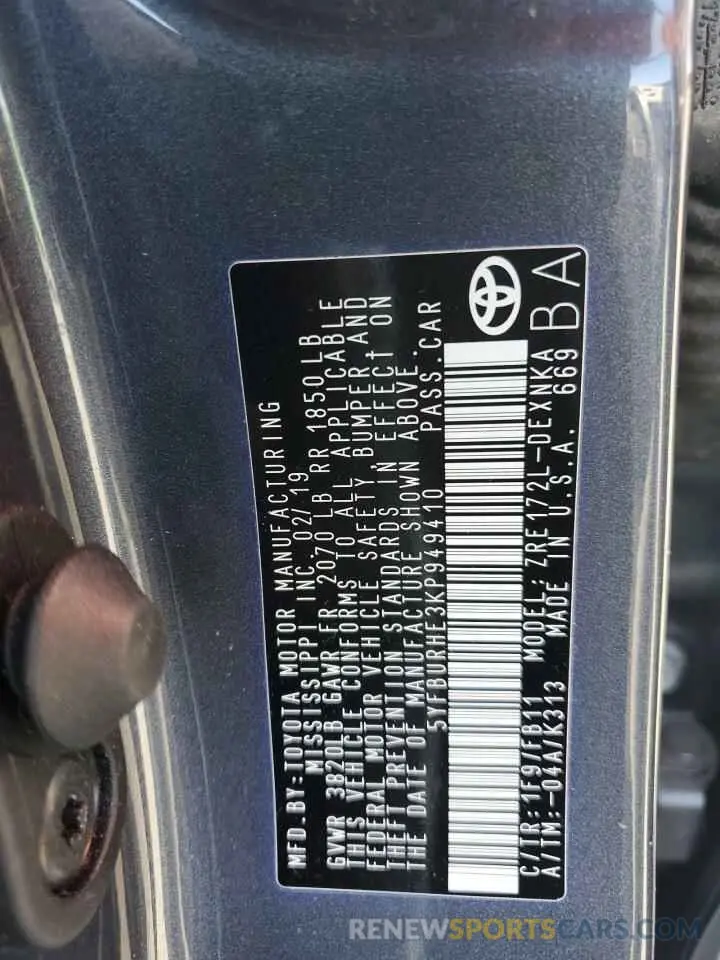 MFD.BY:TOYOTA MOTOR MANUFACTURING
MISSISSIPPI INC. 02/19
GVWR 3820LB GAWR FR 2070 LB RR 1850LB
THIS VEHICLE CONFORMS TO ALL APPLICABLE
FEDERAL MOTOR VEHICLE SAFETY, BUMPER, AND
THEFT PREVENTION STANDARDS IN EFFECT ON
THE DATE OF MANUFACTURE SHOWN ABOVE.
5YFBURHE3KP949410 PASS.CAR
C/TR:1F9/FB11 MODEL:ZRE172L-DEXNKA
A/TM:-04A/K313 MADE IN U.S.A. 669
BA
RENEWSPORTSCARS.COM